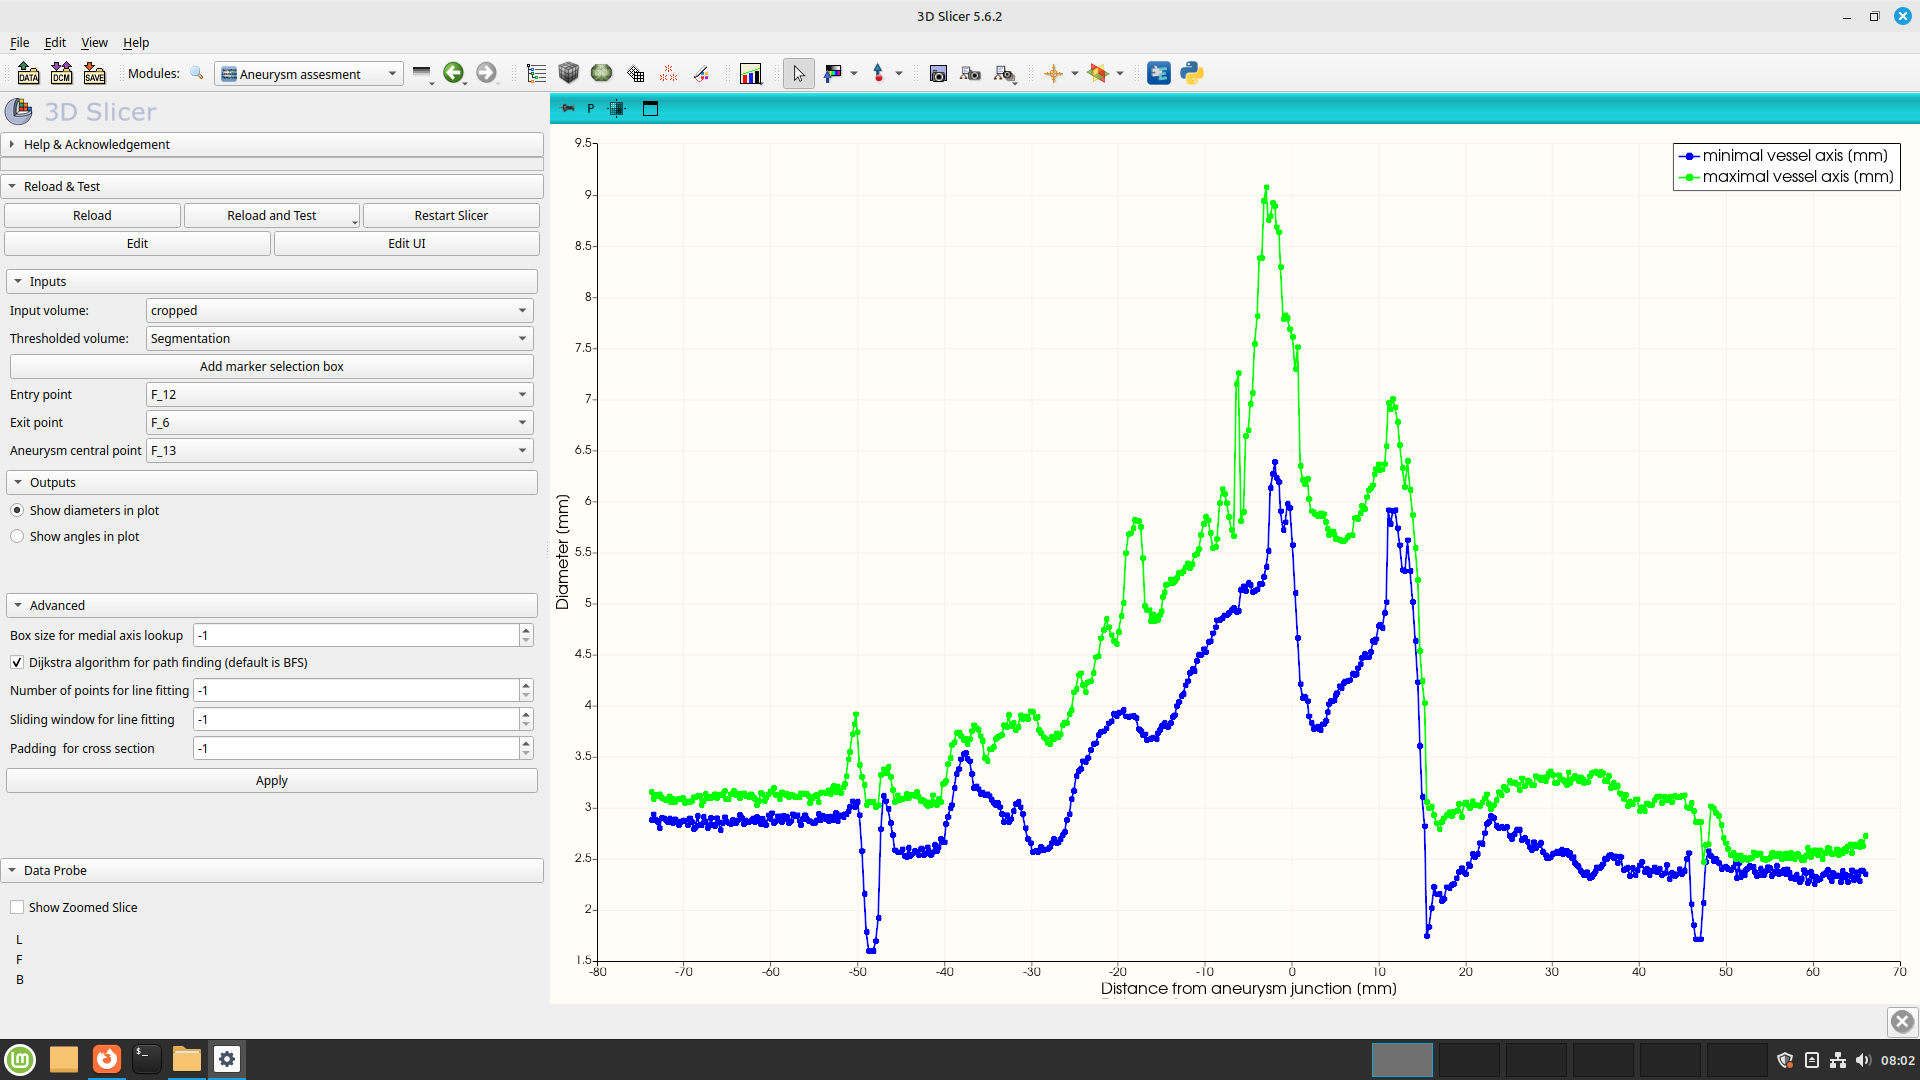 3D Slicer 5.6.2
File Edit View Help
DATA DCM SAVE Modules: Aneurysm assesment
3D Slicer
Help & Acknowledgement
Reload & Test
Reload Reload and Test Restart Slicer
Edit Edit UI
Inputs
Input volume: cropped
Thresholded volume: Segmentation
Add marker selection box
Entry point F_12
Exit point F_6
Aneurysm central point F_13
Outputs
Show diameters in plot
Show angles in plot
Advanced
Box size for medial axis lookup -1
Dijkstra algorithm for path finding (default is BFS)
Number of points for line fitting -1
Sliding window for line fitting -1
Padding for cross section -1
Apply
Data Probe
Show Zoomed Slice
L
F
B
P
minimal vessel axis (mm)
maximal vessel axis (mm)
Diameter (mm)
9.5
9
8.5
8
7.5
7
6.5
6
5.5
5
4.5
4
3.5
3
2.5
2
1.5
-80 -70 -60 -50 -40 -30 -20 -10 0 10 20 30 40 50 60 70
Distance from aneurysm junction (mm)
08:02